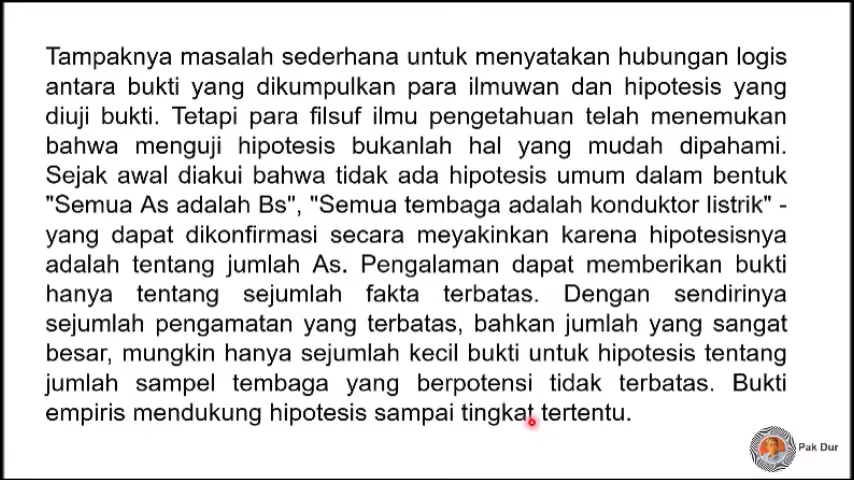 Tampaknya masalah sederhana untuk menyatakan hubungan logis
antara bukti yang dikumpulkan para ilmuwan dan hipotesis yang
diuji bukti. Tetapi para filsuf ilmu pengetahuan telah menemukan
bahwa menguji hipotesis bukanlah hal yang mudah dipahami.
Sejak awal diakui bahwa tidak ada hipotesis umum dalam bentuk
"Semua As adalah Bs", "Semua tembaga adalah konduktor listrik" -
yang dapat dikonfirmasi secara meyakinkan karena hipotesisnya
adalah tentang jumlah As. Pengalaman dapat memberikan bukti
hanya tentang sejumlah fakta terbatas. Dengan sendirinya
sejumlah pengamatan yang terbatas, bahkan jumlah yang sangat
besar, mungkin hanya sejumlah kecil bukti untuk hipotesis tentang
jumlah sampel tembaga yang berpotensi tidak terbatas. Bukti
empiris mendukung hipotesis sampai tingkat tertentu.
Pak Dur